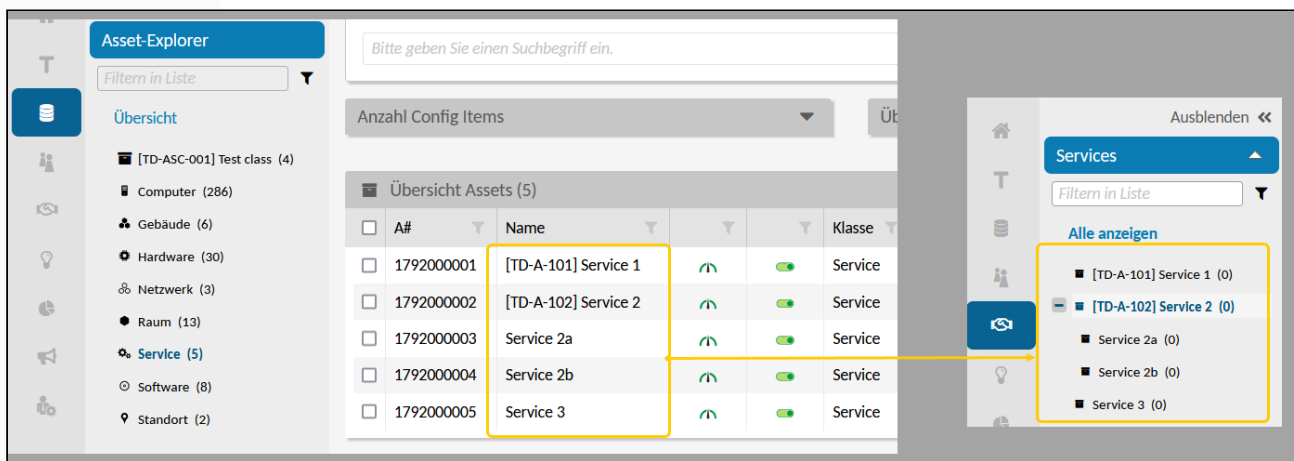 Asset-Explorer
Filtern in Liste
Übersicht
[TD-ASC-001] Test class (4)
Computer (286)
Gebäude (6)
Hardware (30)
Netzwerk (3)
Raum (13)
Service (5)
Software (8)
Standort (2)
Bitte geben Sie einen Suchbegriff ein.
Anzahl Config Items
Üb
Übersicht Assets (5)
A# Name Klasse
1792000001 [TD-A-101] Service 1 Service
1792000002 [TD-A-102] Service 2 Service
1792000003 Service 2a Service
1792000004 Service 2b Service
1792000005 Service 3 Service
Ausblenden
Services
Filtern in Liste
Alle anzeigen
[TD-A-101] Service 1 (0)
[TD-A-102] Service 2 (0)
Service 2a (0)
Service 2b (0)
Service 3 (0)